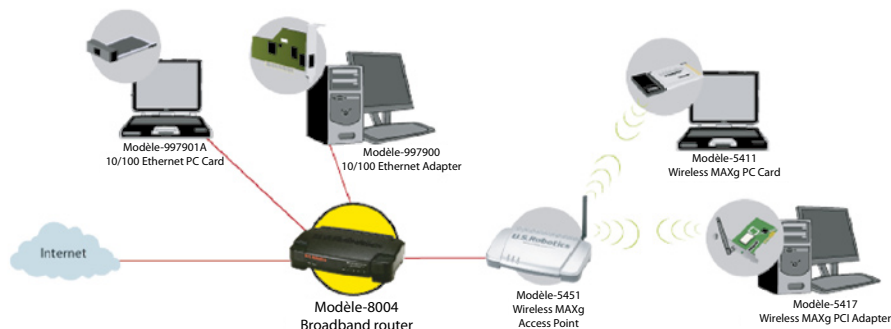 Modèle-997901A
10/100 Ethernet PC Card
Modèle-997900
10/100 Ethernet Adapter
Modèle-5411
Wireless MAXg PC Card
Internet
U.S.Robotics
U.S.Robotics
Modèle-8004
Broadband router
Modèle-5451
Wireless MAXg
Access Point
Modèle-5417
Wireless MAXg PCI Adapter